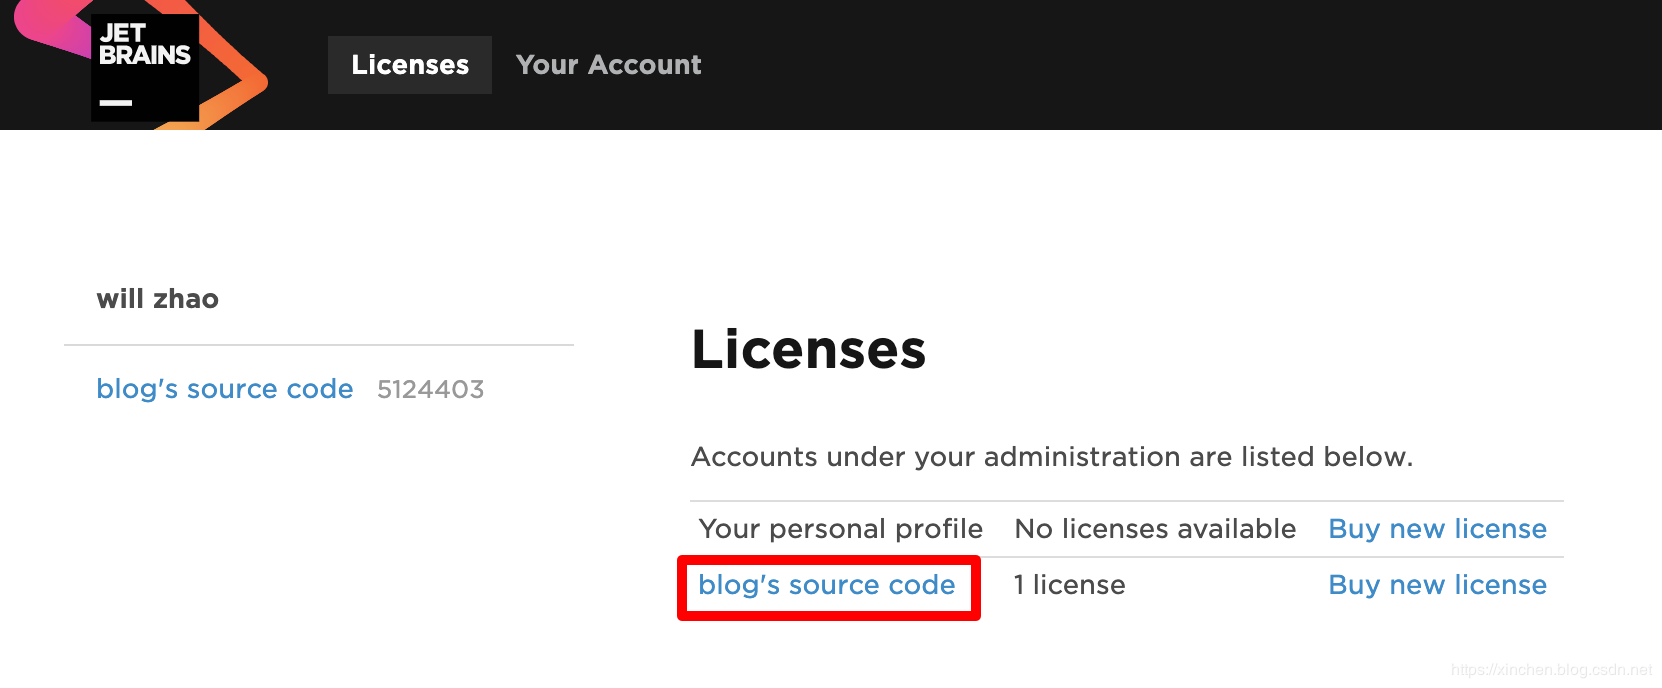 JET
BRAINS
Licenses Your Account
will zhao
blog's source code 5124403
Licenses
Accounts under your administration are listed below.
Your personal profile No licenses available Buy new license
blog's source code 1 license Buy new license
https://xinchen.blog.csdn.net